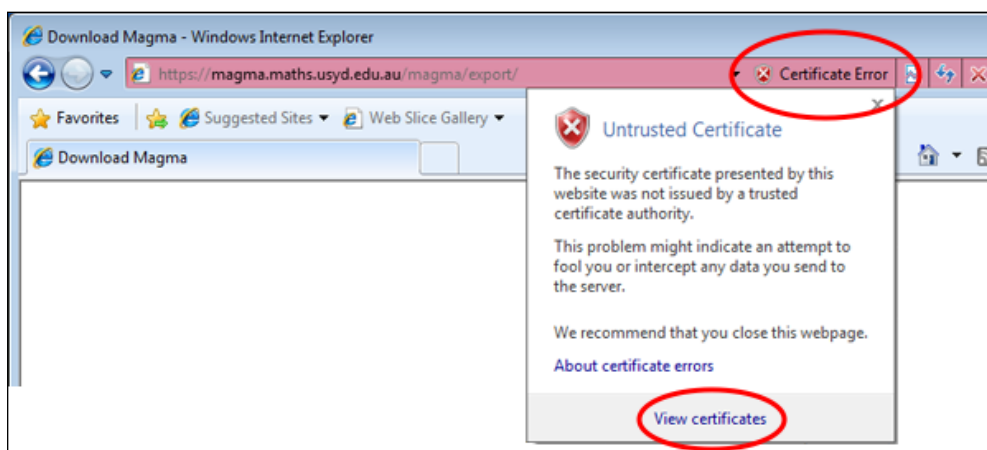 Download Magma - Windows Internet Explorer
https://magma.maths.usyd.edu.au/magma/export/
Certificate Error
Favorites
Suggested Sites
Web Slice Gallery
Download Magma
Untrusted Certificate
The security certificate presented by this
website was not issued by a trusted
certificate authority.
This problem might indicate an attempt to
fool you or intercept any data you send to
the server.
We recommend that you close this webpage.
About certificate errors
View certificates